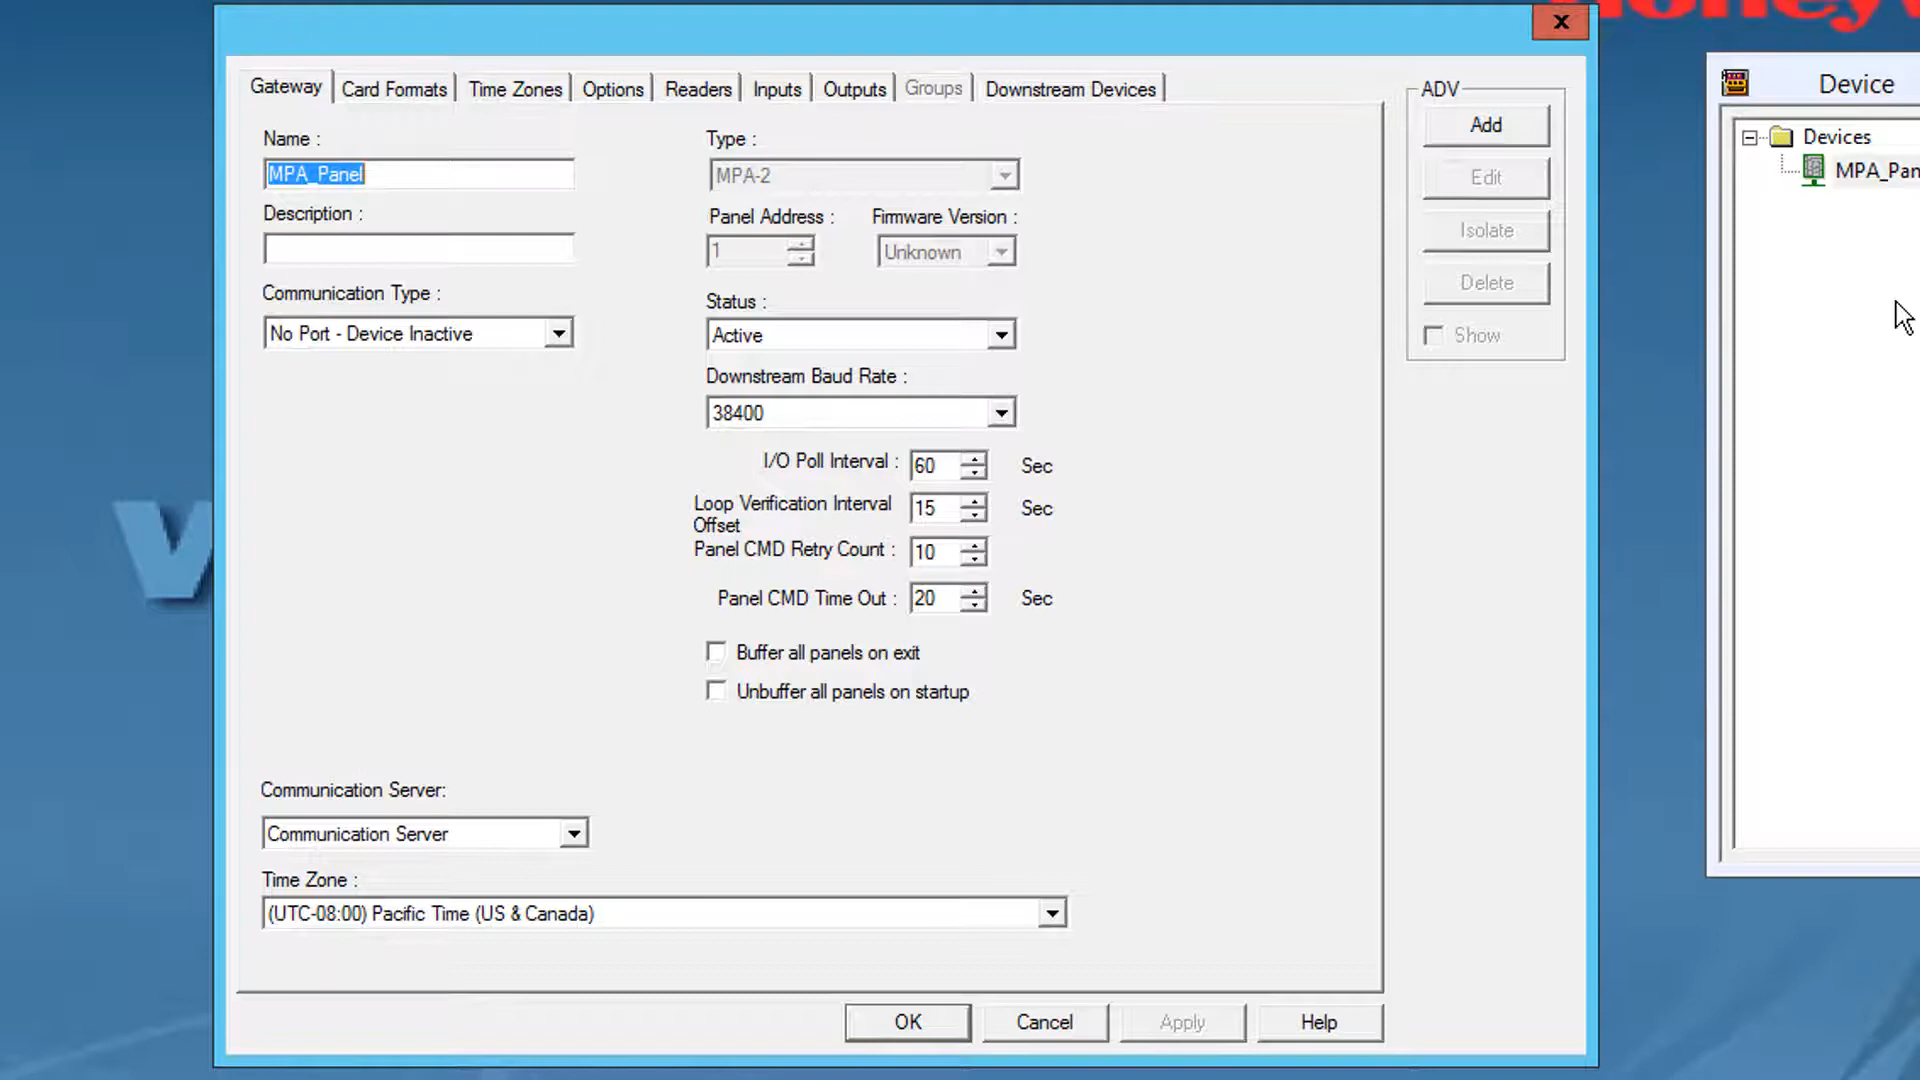 Gateway Card Formats Time Zones Options Readers Inputs Outputs Groups Downstream Devices
Name :
MPA_Panel
Description :
Communication Type :
No Port - Device Inactive
Type :
MPA-2
Panel Address : Firmware Version :
1 Unknown
Status :
Active
Downstream Baud Rate :
38400
I/O Poll Interval : 60 Sec
Loop Verification Interval 15 Sec
Offset
Panel CMD Retry Count : 10
Panel CMD Time Out : 20 Sec
Buffer all panels on exit
Unbuffer all panels on startup
Communication Server:
Communication Server
Time Zone :
(UTC-08:00) Pacific Time (US & Canada)
OK Cancel Apply Help
ADV
Add
Edit
Isolate
Delete
Show
Device
Devices
MPA_Pan